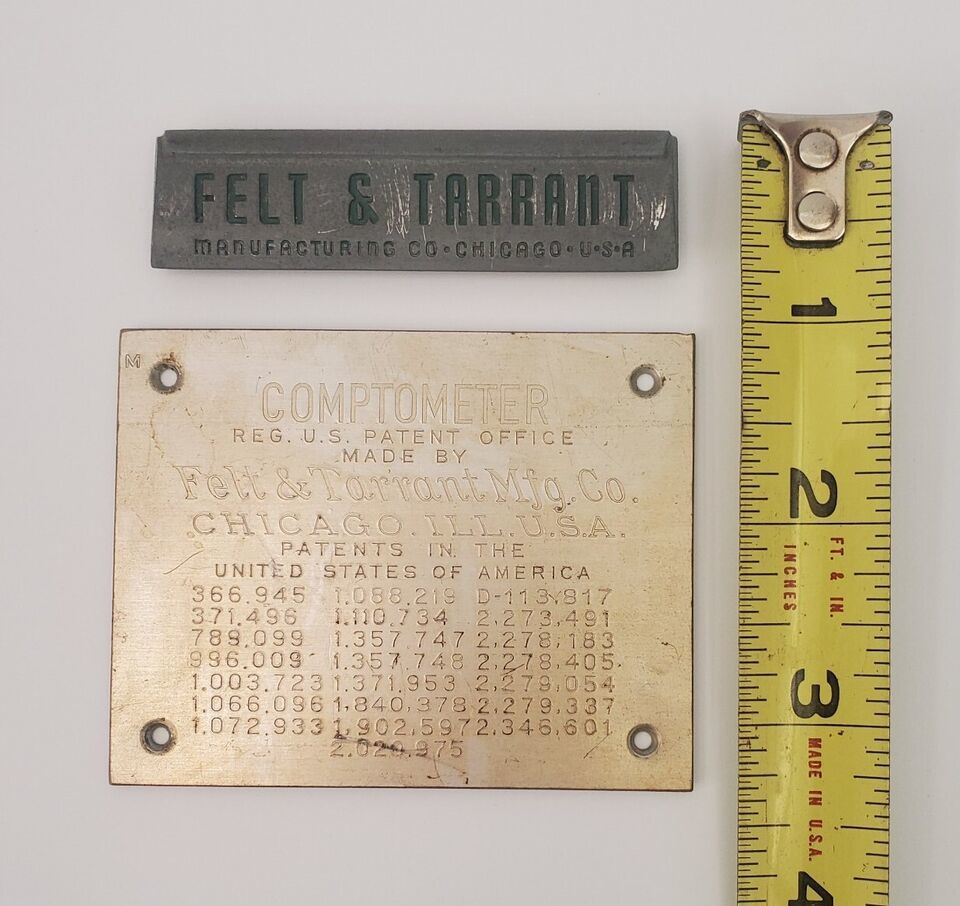 FELT & TARRANT
MANUFACTURING CO·CHICAGO·U·S·A
M
COMPTOMETER
REG. U.S. PATENT OFFICE
MADE BY
Felt & Tarrant Mfg. Co.
CHICAGO. ILL. U.S.A.
PATENTS IN THE
UNITED STATES OF AMERICA
366.945 1.088.219 D-113,817
371.496 1.110.734 2,273,491
789.099 1.357.747 2,278,183
996.009 1.357.748 2,278,405.
1.003.723 1.371.953 2,279,054
1.066.096 1,840,378 2,279,337
1.072.933 1,902,597 2,346,601
2.020.975
1
2
FT. & IN.
INCHES
3
MADE IN U.S.A.
4